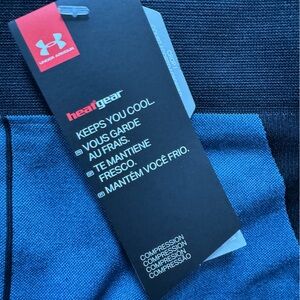 UNDER ARMOUR
heatgear
KEEPS YOU COOL.
VOUS GARDE
AU FRAIS.
TE MANTIENE
FRESCO.
MANTÉM VOCÊ FRIO.
COMPRESSION
COMPRESSION
COMPRESIÓN
COMPRESSÃO